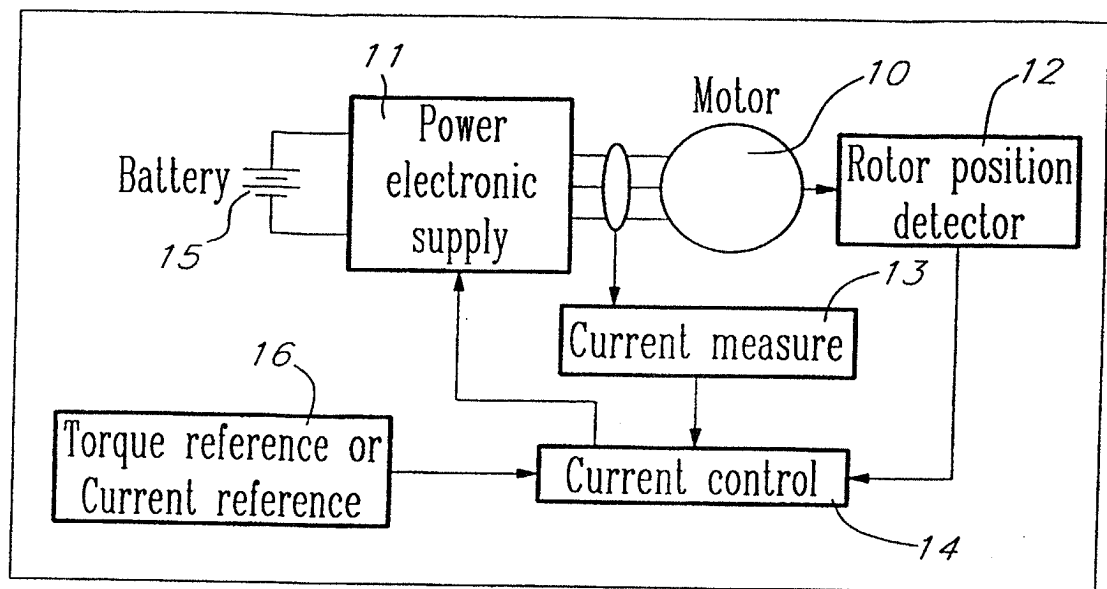 11
Power
electronic
supply
Battery
15
Motor
10
12
Rotor position
detector
13
Current measure
16
Torque reference or
Current reference
Current control
14